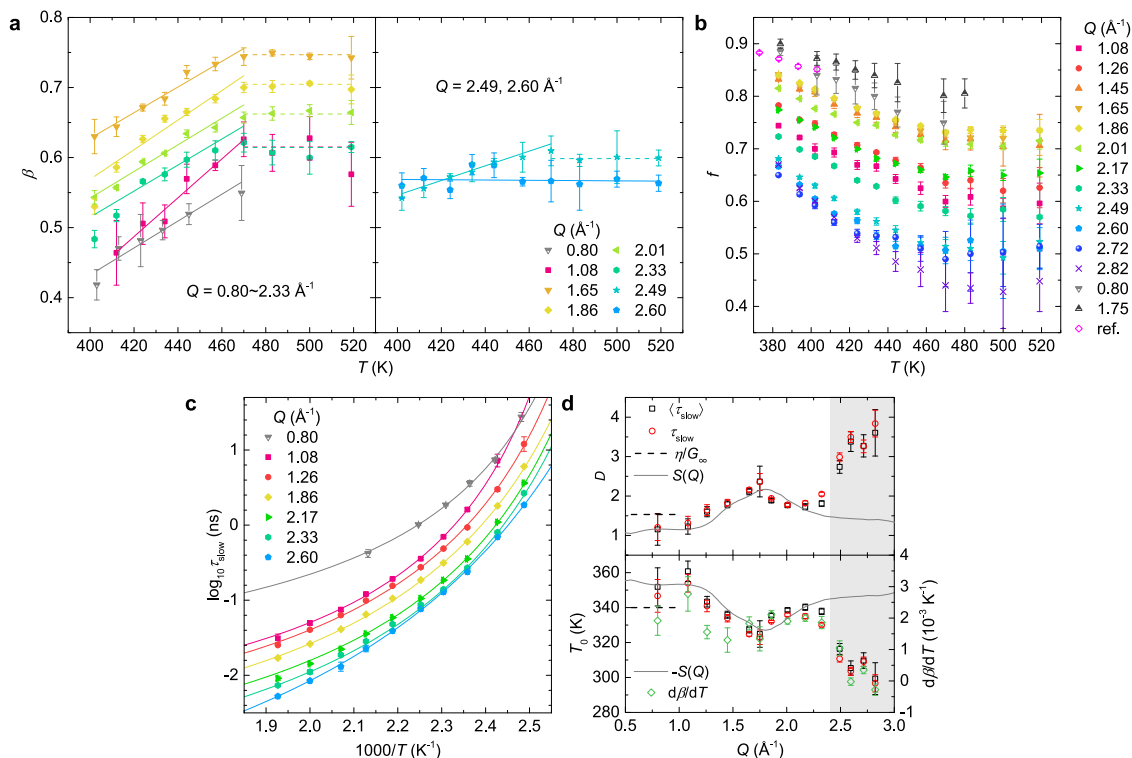 a
β
0.8
0.7
0.6
0.5
0.4
Q = 0.80~2.33 Å⁻¹
Q = 2.49, 2.60 Å⁻¹
Q (Å⁻¹)
0.80 2.01
1.08 2.33
1.65 2.49
1.86 2.60
400 420 440 460 480 500 520 400 420 440 460 480 500 520
T (K)
b
f
0.9
0.8
0.7
0.6
0.5
0.4
380 400 420 440 460 480 500 520
T (K)
Q (Å⁻¹)
1.08
1.26
1.45
1.65
1.86
2.01
2.17
2.33
2.49
2.60
2.72
2.82
0.80
1.75
ref.
c
log₁₀ τslow (ns)
1
0
-1
-2
Q (Å⁻¹)
0.80
1.08
1.26
1.86
2.17
2.33
2.60
1.9 2.0 2.1 2.2 2.3 2.4 2.5
1000/T (K⁻¹)
d
D
4
3
2
1
⟨τslow⟩
τslow
η/G∞
S(Q)
T₀ (K)
360
340
320
300
280
-S(Q)
dβ/dT
4
3
2
1
0
-1
dβ/dT (10⁻³ K⁻¹)
0.5 1.0 1.5 2.0 2.5 3.0
Q (Å⁻¹)